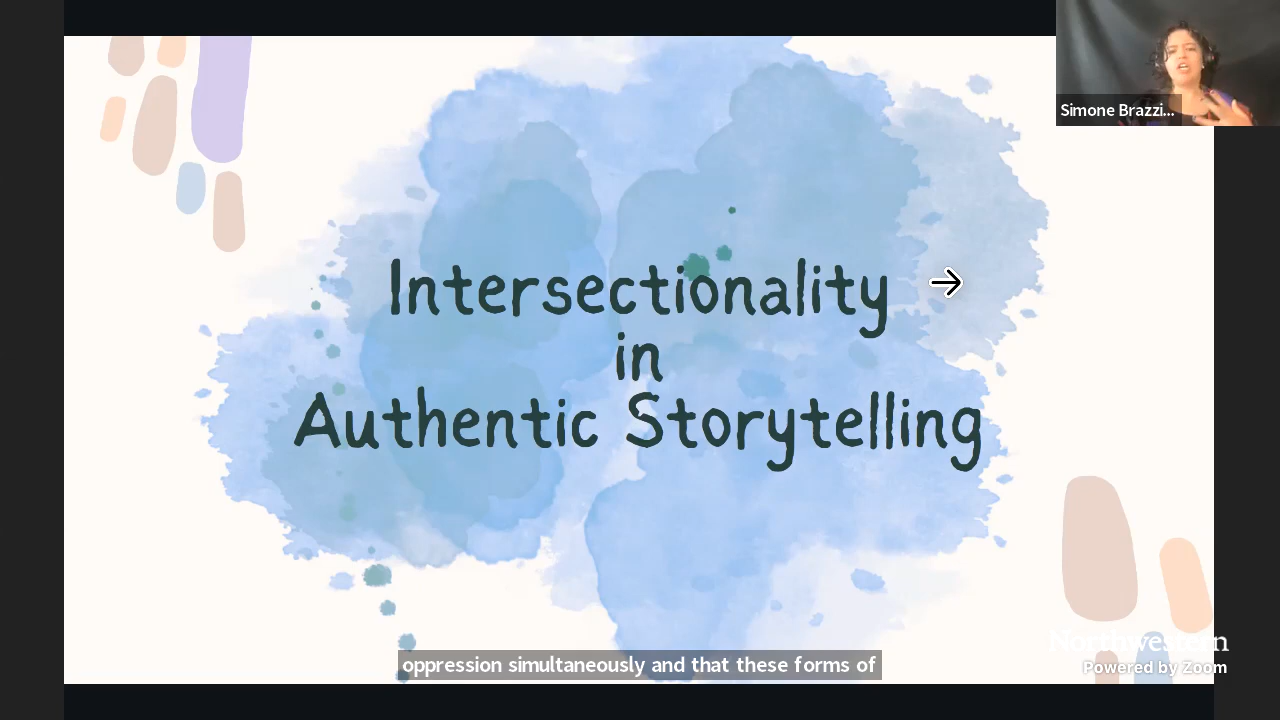 Simone Brazzi...
Intersectionality
in
Authentic Storytelling
oppression simultaneously and that these forms of
Northwestern
Powered by Zoom